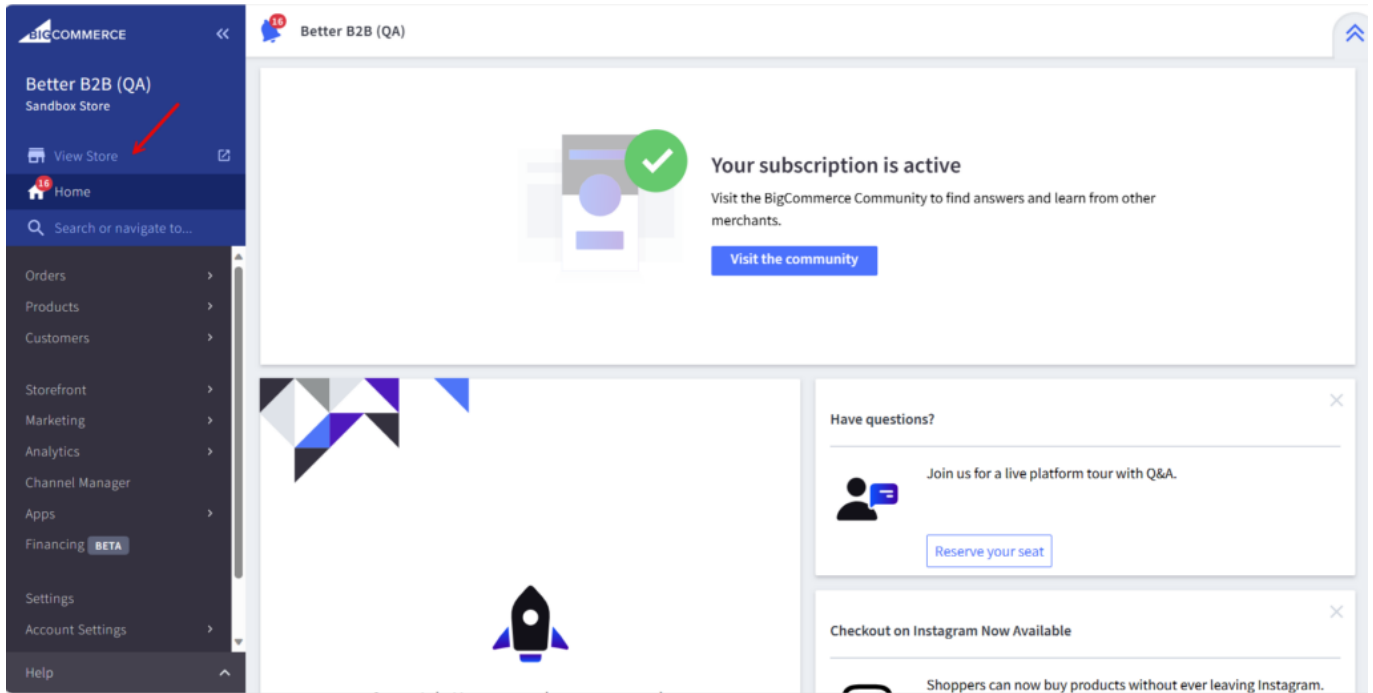 BIGCOMMERCE
Better B2B (QA)
Sandbox Store
View Store
16
Home
Search or navigate to...
Orders
Products
Customers
Storefront
Marketing
Analytics
Channel Manager
Apps
Financing BETA
Settings
Account Settings
Help
16
Better B2B (QA)
Your subscription is active
Visit the BigCommerce Community to find answers and learn from other
merchants.
Visit the community
Have questions?
Join us for a live platform tour with Q&A.
Reserve your seat
Checkout on Instagram Now Available
Shoppers can now buy products without ever leaving Instagram.